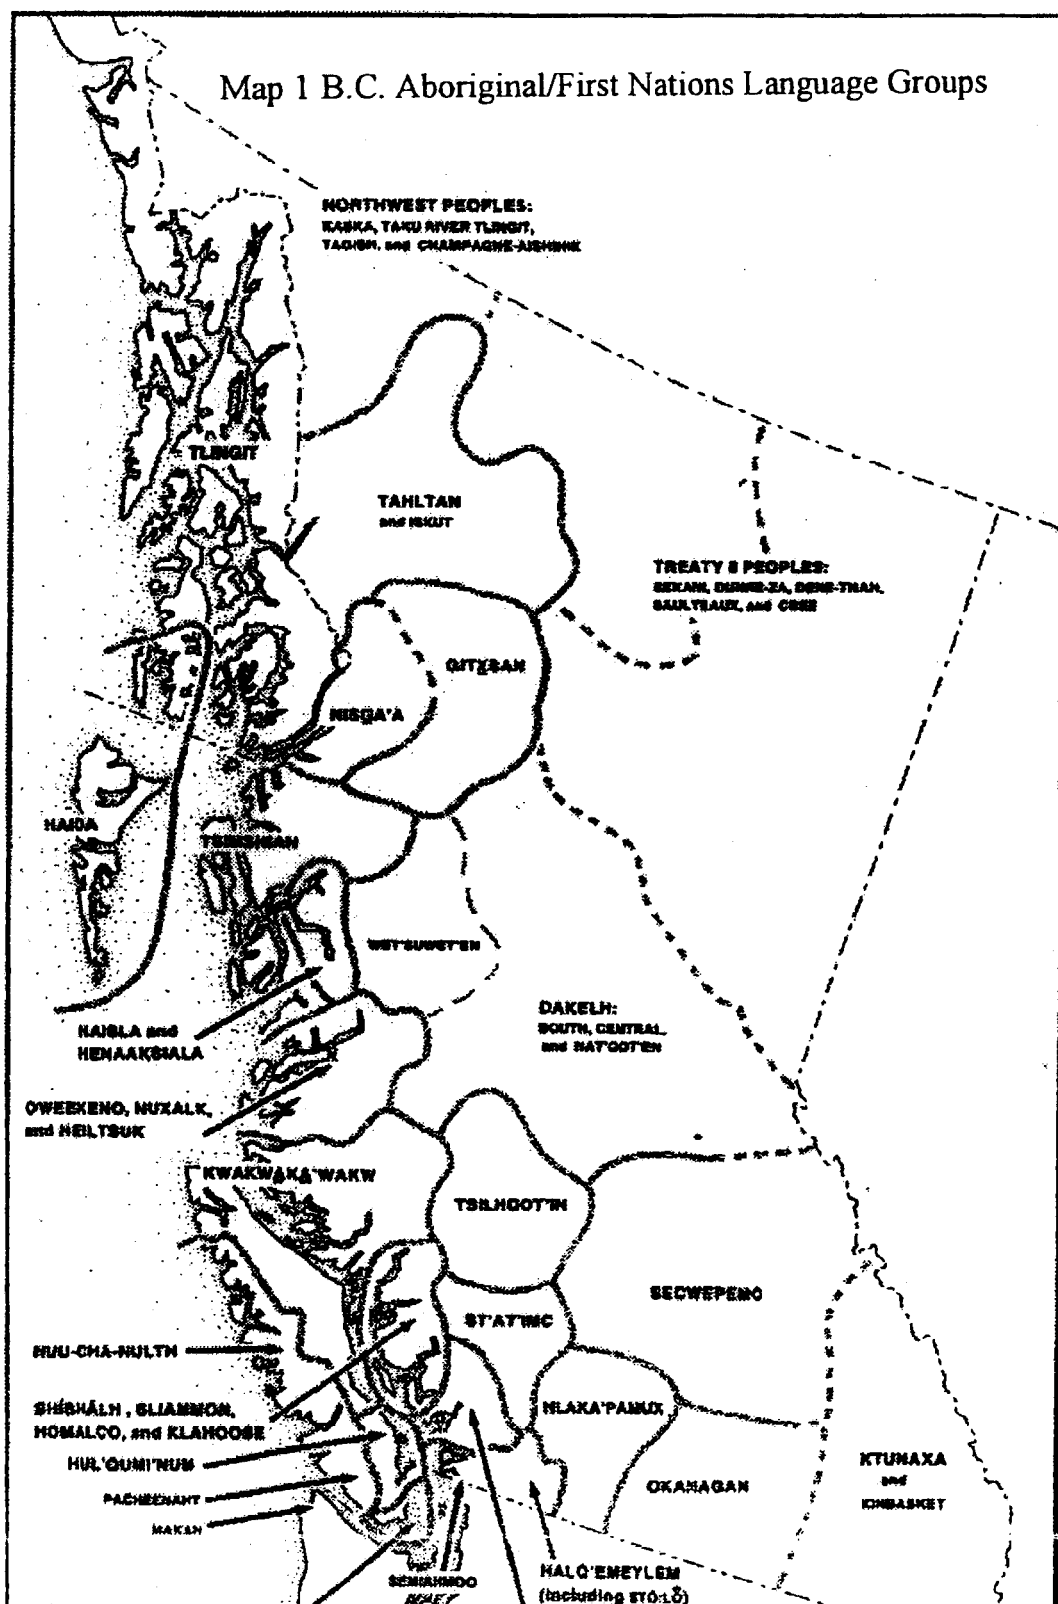 Map 1 B.C. Aboriginal/First Nations Language Groups
NORTHWEST PEOPLES:
KASKA, TAKU RIVER TLINGIT,
TAGISH, and CHAMPAGNE-AISHIHIK
TLINGIT
TAHLTAN
and ISKUT
TREATY 8 PEOPLES:
SEKANI, DUNNE-ZA, DENE-THAH,
SAULTEAUX, and CREE
GITXSAN
NISGA'A
HAIDA
TSIMSHIAN
WET'SUWET'EN
HAISLA and
HENAAKSIALA
DAKELH:
SOUTH, CENTRAL,
and NAT'OOT'EN
OWEEKENO, NUXALK,
and HEILTSUK
KWAKWAKA'WAKW
TSILHQOT'IN
SECWEPEMC
ST'AT'IMC
NUU-CHA-NULTH
SHISHÀLH, SLIAMMON,
HOMALCO, and KLAHOOSE
NLAKA'PAMUX
HUL'QUMI'NUM
KTUNAXA
and
KINBASKET
OKANAGAN
PACHEENAHT
MAKAH
SEMIAHMOO
HALQ'EMEYLEM
(including STO:LO)